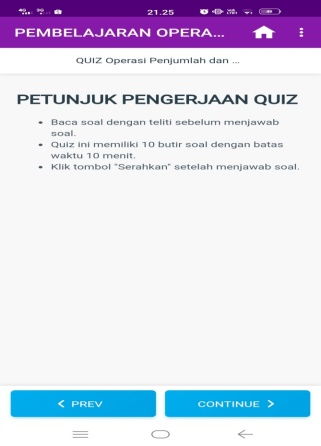 21.25
PEMBELAJARAN OPERA...
QUIZ Operasi Penjumlah dan ...
PETUNJUK PENGERJAAN QUIZ
• Baca soal dengan teliti sebelum menjawab
soal.
• Quiz ini memiliki 10 butir soal dengan batas
waktu 10 menit.
• Klik tombol "Serahkan" setelah menjawab soal.
PREV
CONTINUE